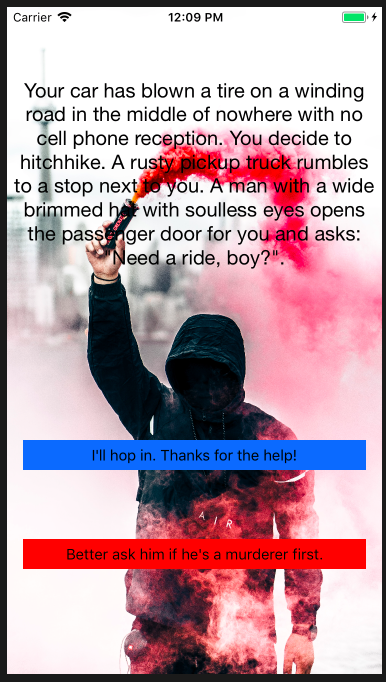 Carrier 12:09 PM
Your car has blown a tire on a winding
road in the middle of nowhere with no
cell phone reception. You decide to
hitchhike. A rusty pickup truck rumbles
to a stop next to you. A man with a wide
brimmed hat with soulless eyes opens
the passenger door for you and asks:
"Need a ride, boy?".
I'll hop in. Thanks for the help!
Better ask him if he's a murderer first.
A I R